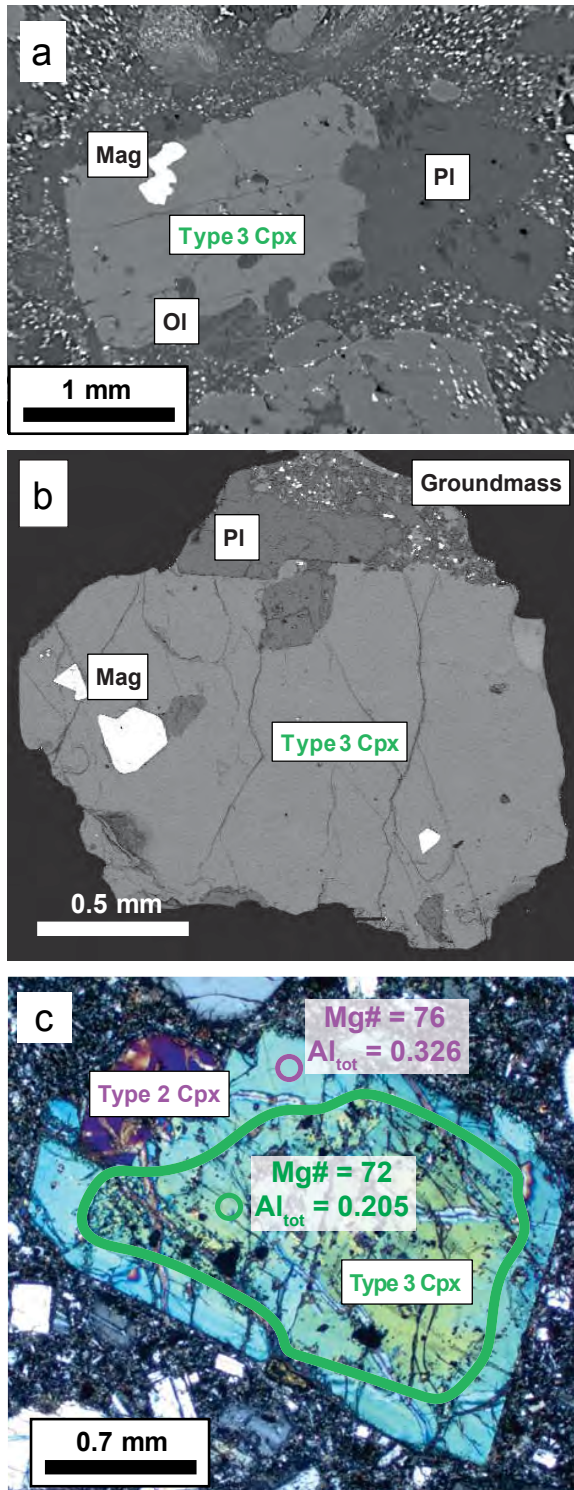 a
Mag
Pl
Type 3 Cpx
Ol
1 mm
b
Groundmass
Pl
Mag
Type 3 Cpx
0.5 mm
c
Mg# = 76
Al_tot = 0.326
Type 2 Cpx
Mg# = 72
Al_tot = 0.205
Type 3 Cpx
0.7 mm